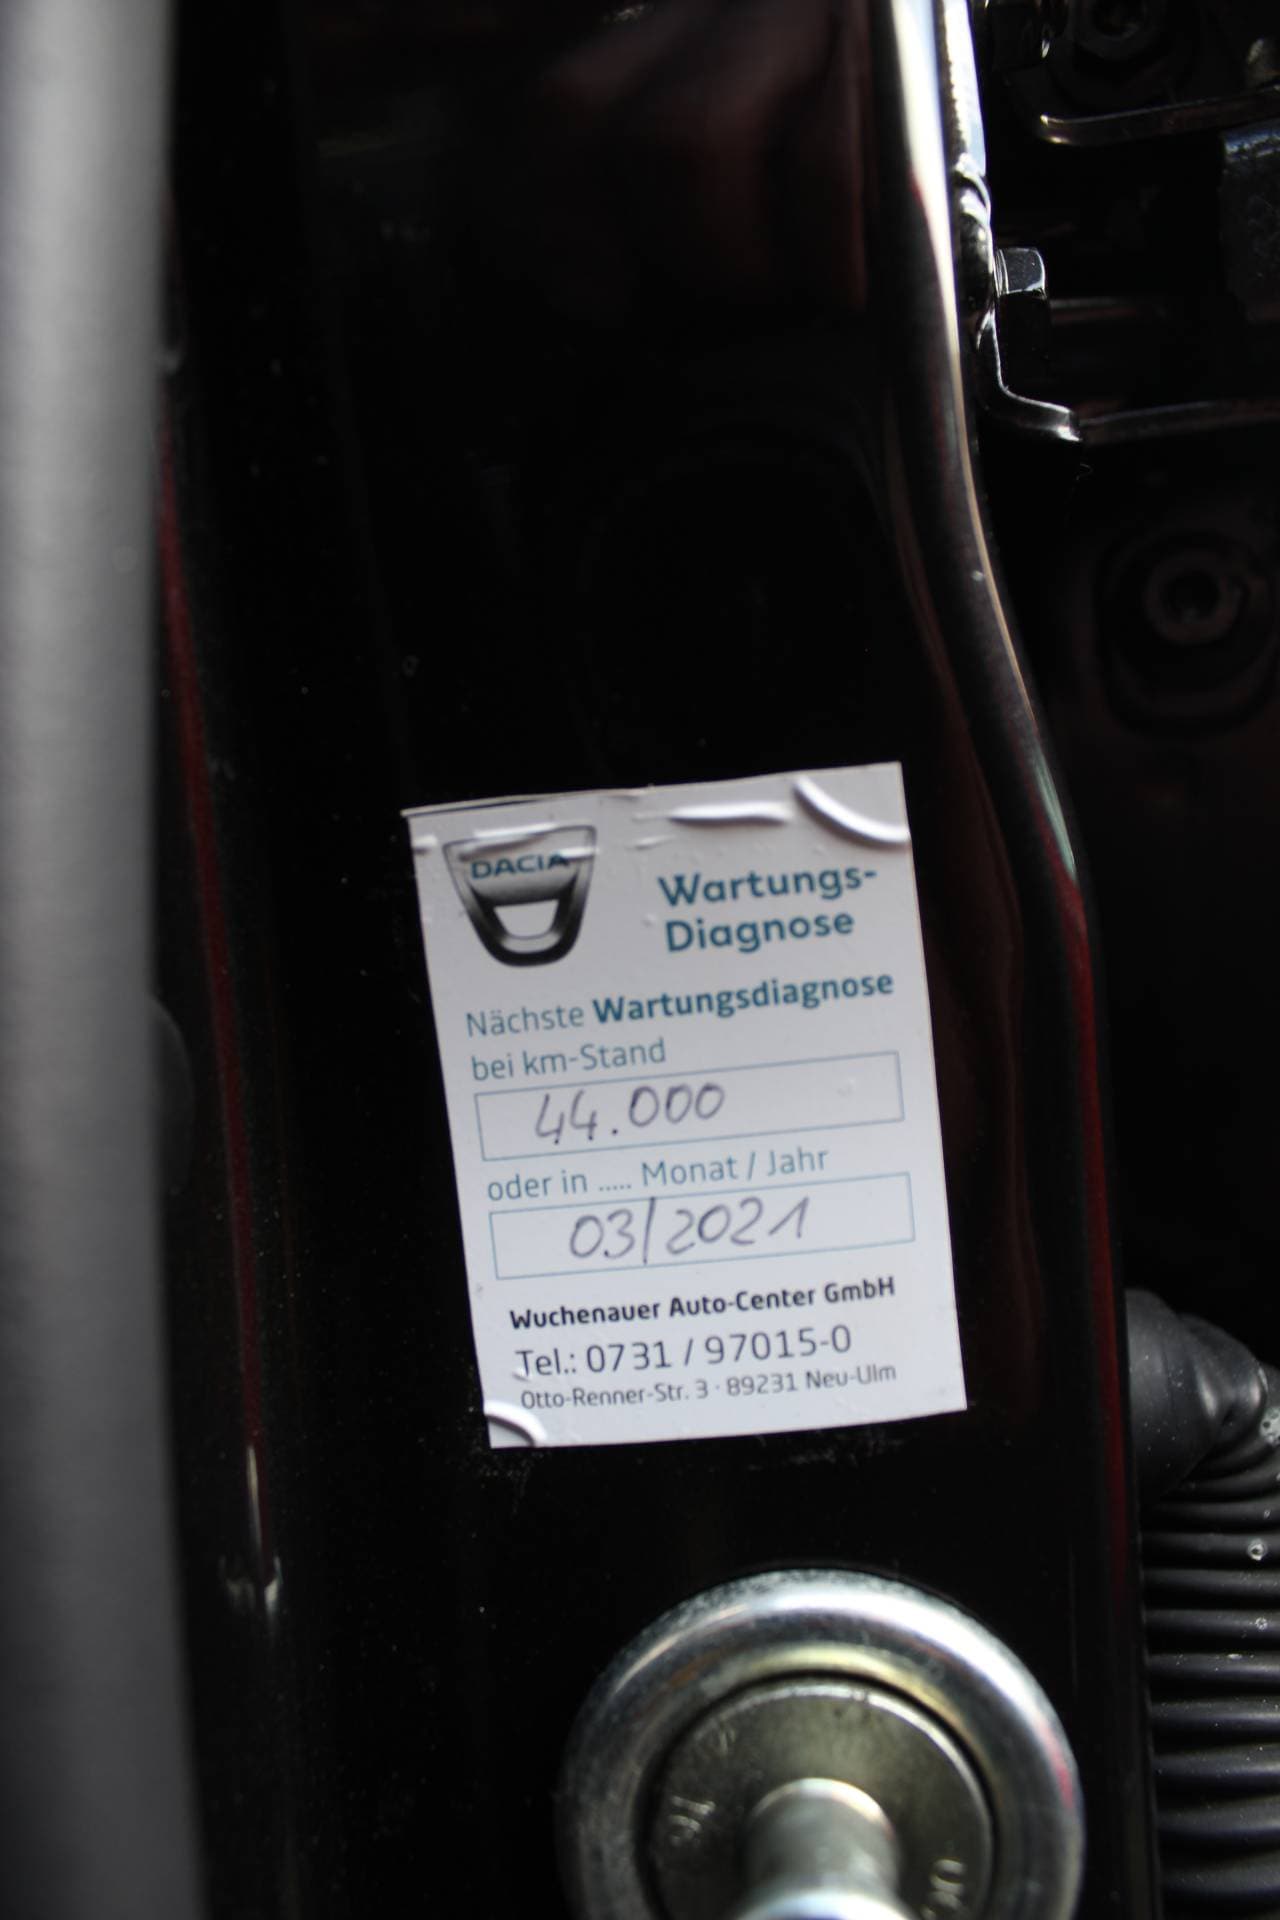 DACIA
Wartungs-
Diagnose
Nächste Wartungsdiagnose
bei km-Stand
44.000
oder in ..... Monat / Jahr
03/2021
Wuchenauer Auto-Center GmbH
Tel.: 0731 / 97015-0
Otto-Renner-Str. 3 · 89231 Neu-Ulm